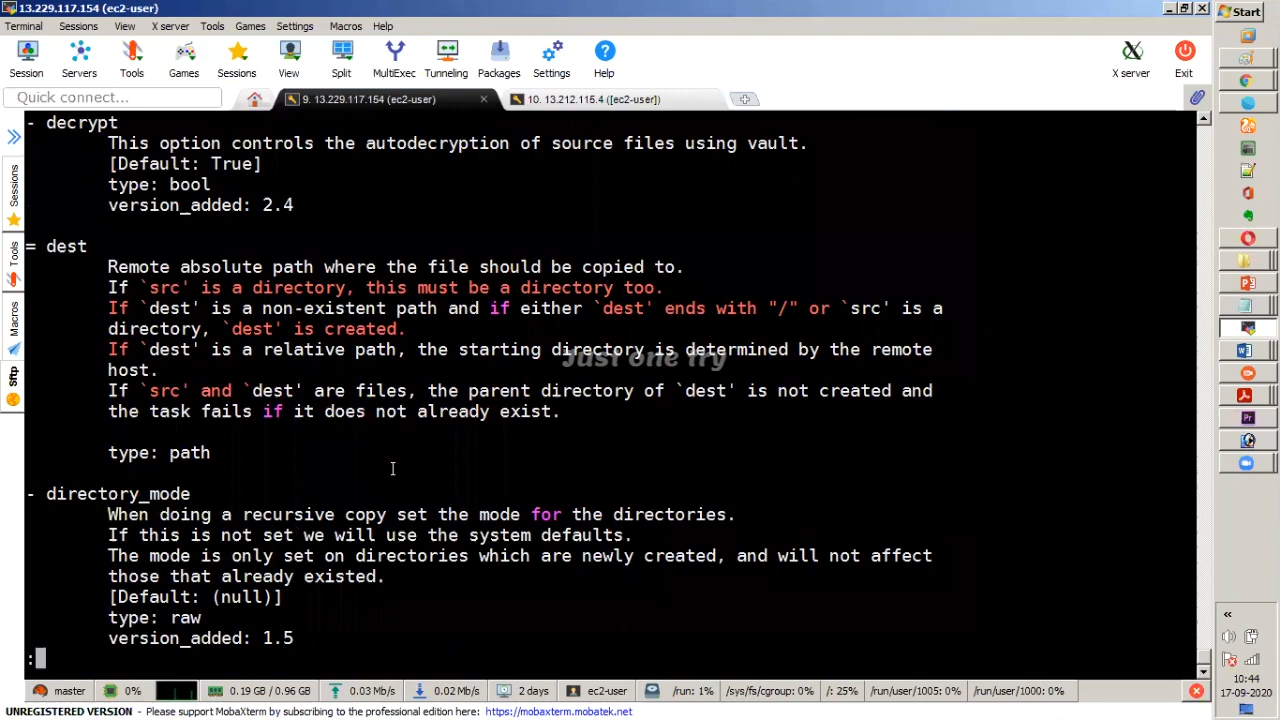 13.229.117.154 (ec2-user)
Terminal Sessions View X server Tools Games Settings Macros Help
Session Servers Tools Games Sessions View Split MultiExec Tunneling Packages Settings Help X server Exit
Quick connect...
9. 13.229.117.154 (ec2-user)
10. 13.212.115.4 ([ec2-user])
Start
Sessions
Tools
Macros
Sftp
- decrypt
This option controls the autodecryption of source files using vault.
[Default: True]
type: bool
version_added: 2.4
= dest
Remote absolute path where the file should be copied to.
If `src' is a directory, this must be a directory too.
If `dest' is a non-existent path and if either `dest' ends with "/" or `src' is a
directory, `dest' is created.
If `dest' is a relative path, the starting directory is determined by the remote
host.
If `src' and `dest' are files, the parent directory of `dest' is not created and
the task fails if it does not already exist.
type: path
- directory_mode
When doing a recursive copy set the mode for the directories.
If this is not set we will use the system defaults.
The mode is only set on directories which are newly created, and will not affect
those that already existed.
[Default: (null)]
type: raw
version_added: 1.5
:
Just one try
master 0% 0.19 GB / 0.96 GB 0.03 Mb/s 0.02 Mb/s 2 days ec2-user /run: 1% /sys/fs/cgroup: 0% /: 25% /run/user/1005: 0% /run/user/1000: 0%
UNREGISTERED VERSION - Please support MobaXterm by subscribing to the professional edition here: https://mobaxterm.mobatek.net
10:44
17-09-2020